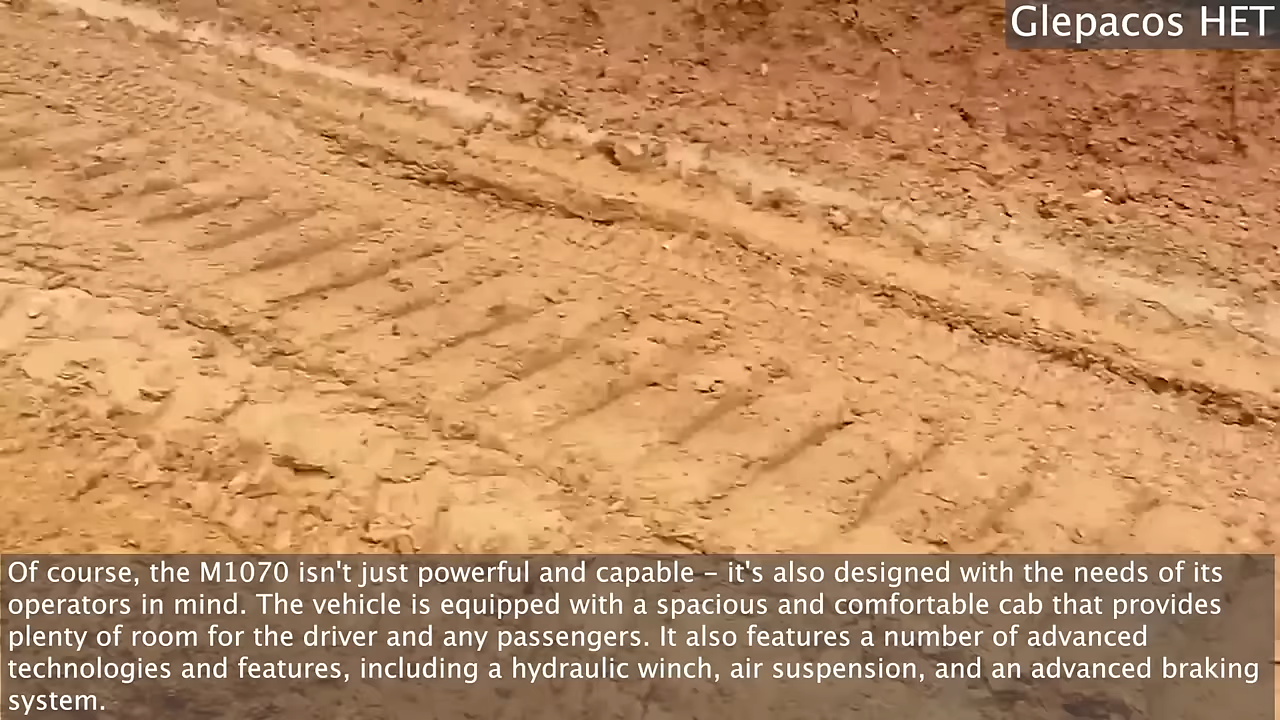 Glepacos HET
Of course, the M1070 isn't just powerful and capable – it's also designed with the needs of its
operators in mind. The vehicle is equipped with a spacious and comfortable cab that provides
plenty of room for the driver and any passengers. It also features a number of advanced
technologies and features, including a hydraulic winch, air suspension, and an advanced braking
system.